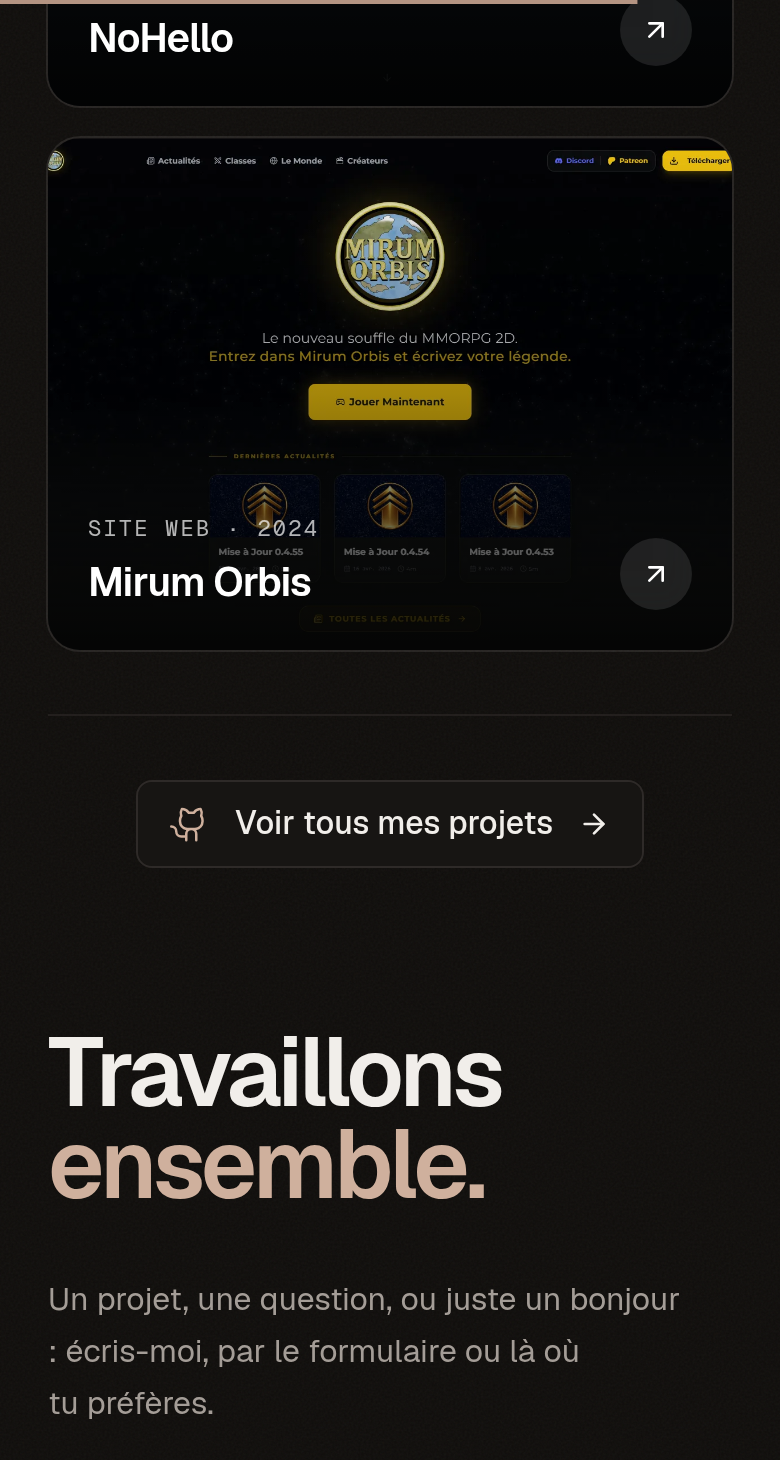 NoHello
Actualités Classes Le Monde Créateurs Discord Patreon Télécharger
MIRUM
ORBIS
Le nouveau souffle du MMORPG 2D.
Entrez dans Mirum Orbis et écrivez votre légende.
Jouer Maintenant
DERNIÈRES ACTUALITÉS
SITE WEB · 2024
Mise à Jour 0.4.55 Mise à Jour 0.4.54 Mise à Jour 0.4.53
Mirum Orbis
TOUTES LES ACTUALITÉS
Voir tous mes projets
Travaillons
ensemble.
Un projet, une question, ou juste un bonjour
: écris-moi, par le formulaire ou là où
tu préfères.